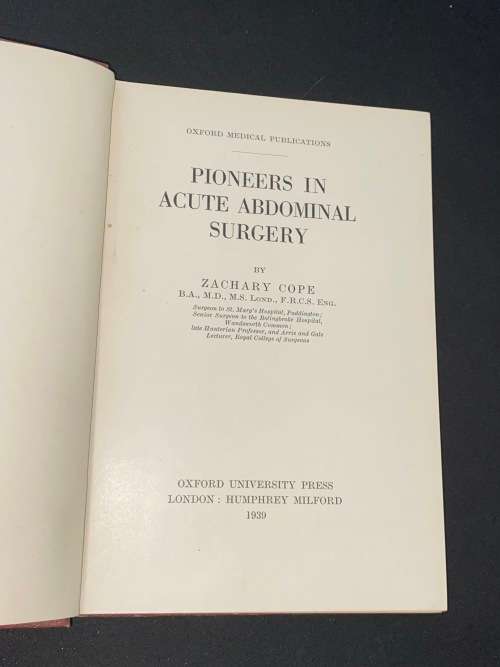 OXFORD MEDICAL PUBLICATIONS
PIONEERS IN
ACUTE ABDOMINAL
SURGERY
BY
ZACHARY COPE
B.A., M.D., M.S. LOND., F.R.C.S. ENG.
Surgeon to St. Mary's Hospital, Paddington;
Senior Surgeon to the Bolingbroke Hospital,
Wandsworth Common;
late Hunterian Professor, and Arris and Gale
Lecturer, Royal College of Surgeons
OXFORD UNIVERSITY PRESS
LONDON : HUMPHREY MILFORD
1939